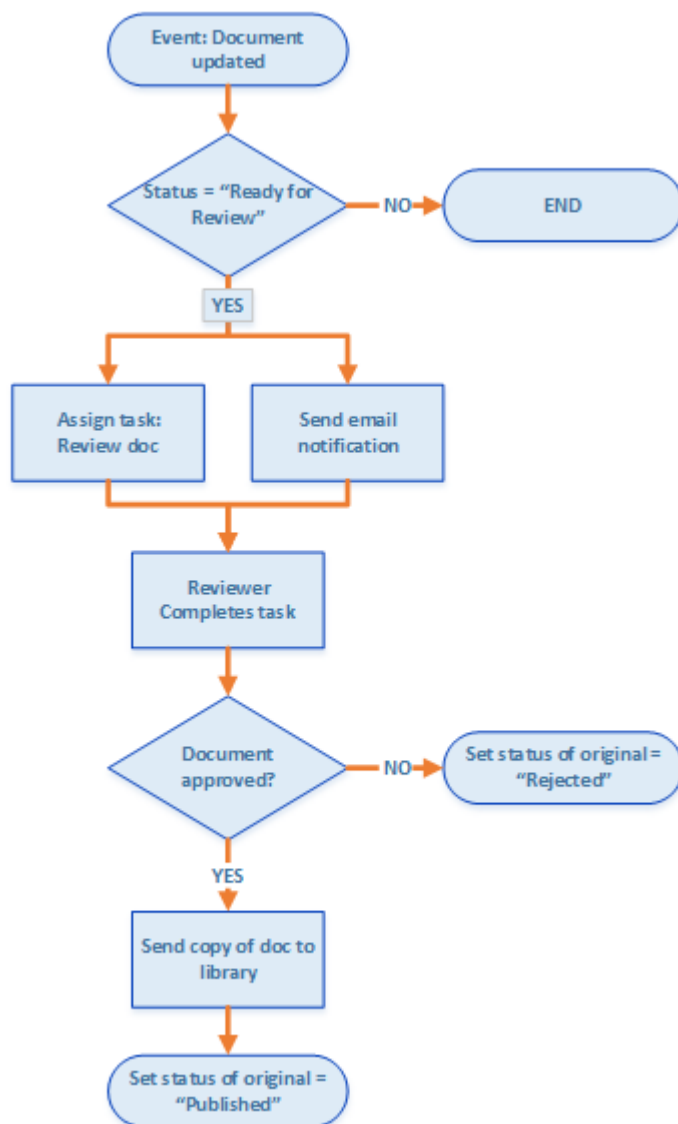 Event: Document
updated
Status = “Ready for
Review”
NO
END
YES
Assign task:
Review doc
Send email
notification
Reviewer
Completes task
Document
approved?
NO
Set status of original =
“Rejected”
YES
Send copy of doc to
library
Set status of original =
“Published”